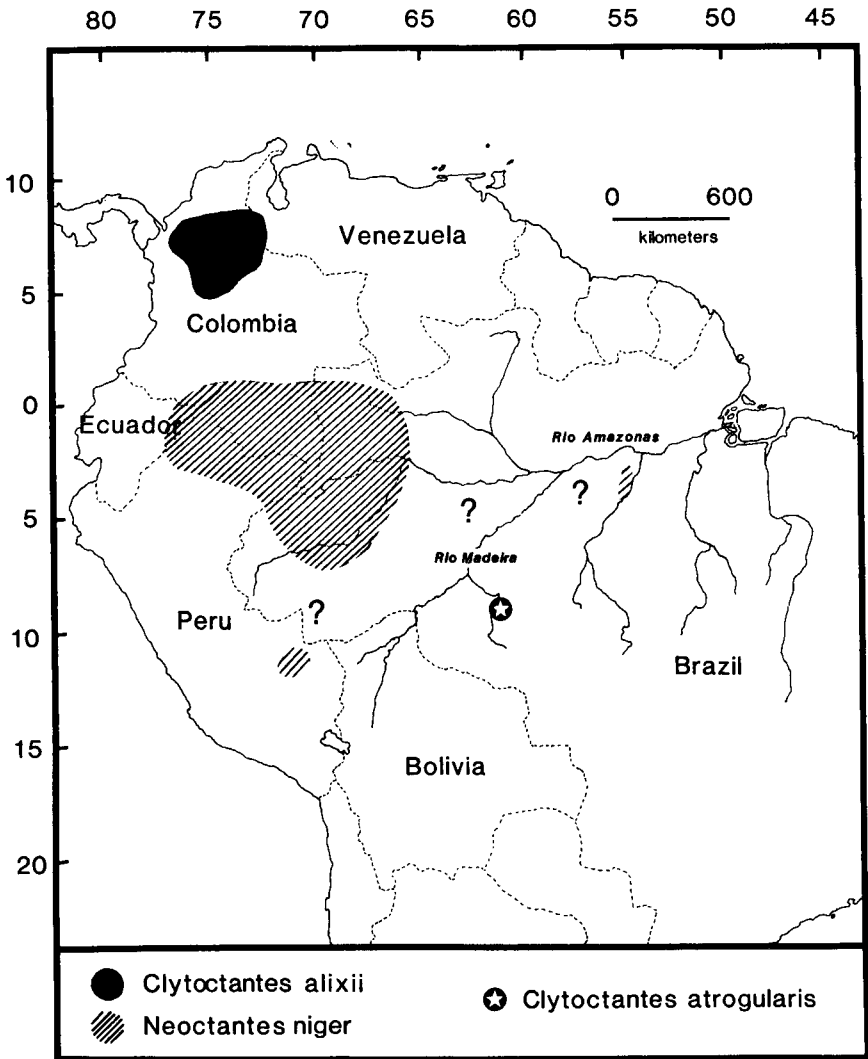 80 75 70 65 60 55 50 45
10
0 600
kilometers
Venezuela
5
Colombia
0
Ecuador
Rio Amazonas
? ?
5
Rio Madeira
?
Peru
10
Brazil
15
Bolivia
20
Clytoctantes alixii
Clytoctantes atrogularis
Neoctantes niger